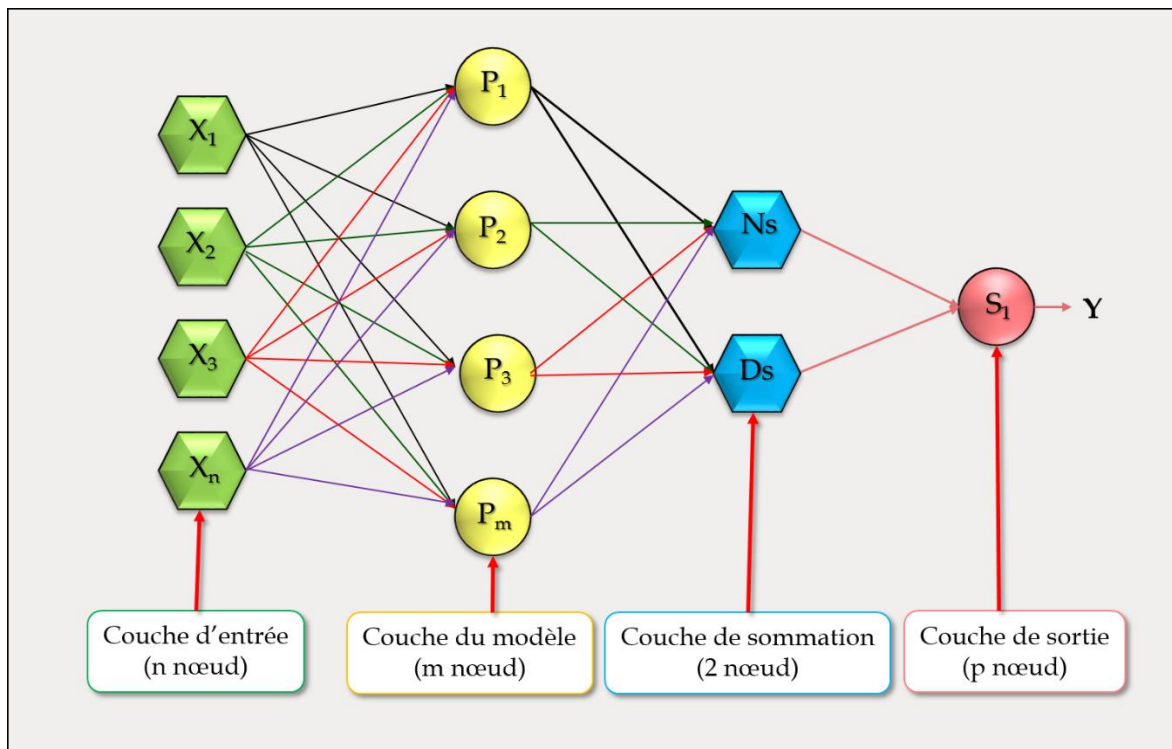 X1
X2
X3
Xn
P1
P2
P3
Pm
Ns
Ds
S1
Y
Couche d'entrée
(n nœud)
Couche du modèle
(m nœud)
Couche de sommation
(2 nœud)
Couche de sortie
(p nœud)